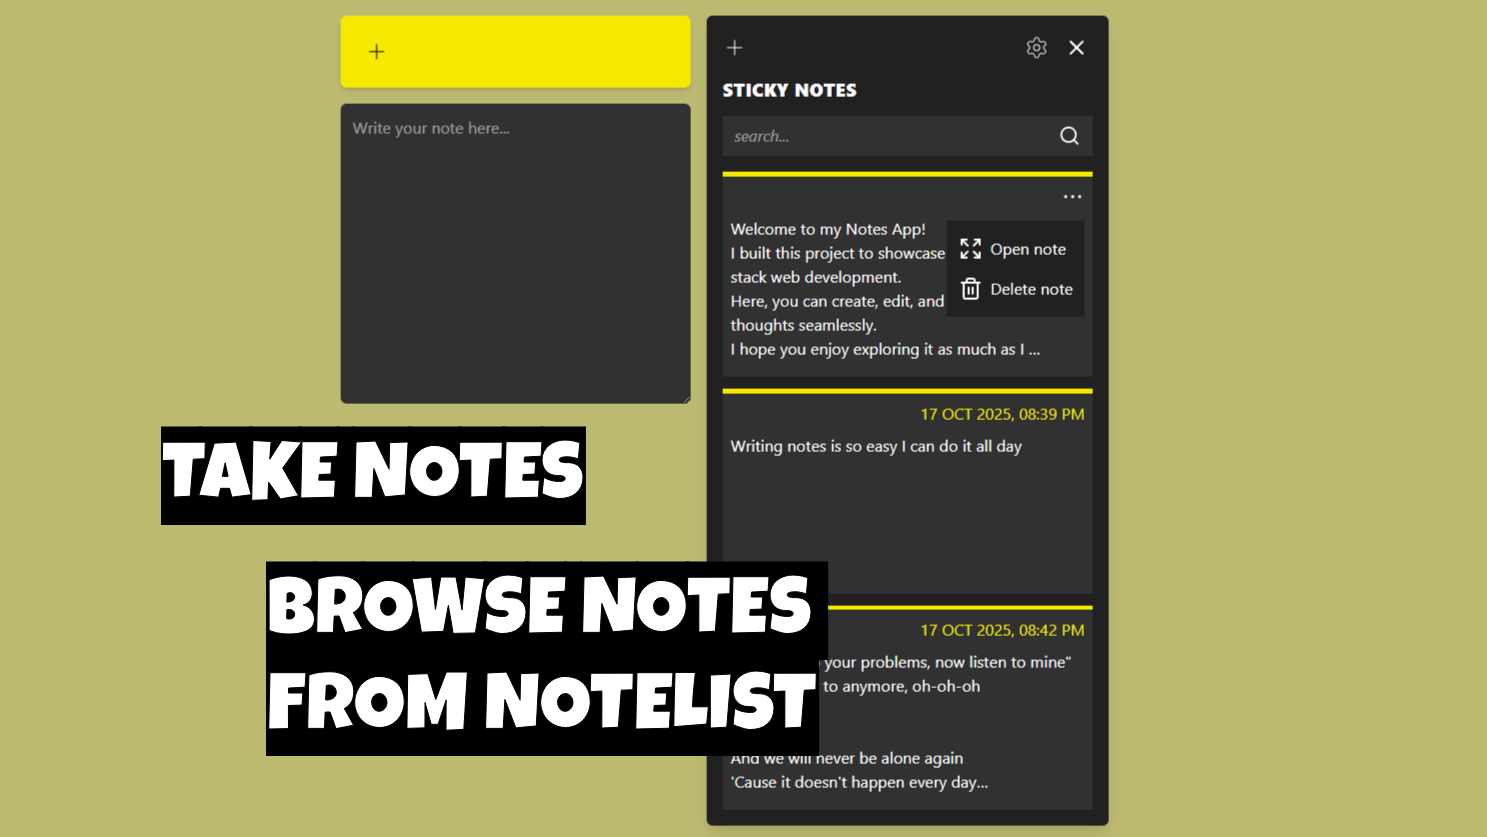 Write your note here...
STICKY NOTES
search...
Welcome to my Notes App!
I built this project to showcase
stack web development.
Here, you can create, edit, and
thoughts seamlessly.
I hope you enjoy exploring it as much as I ...
Open note
Delete note
17 OCT 2025, 08:39 PM
Writing notes is so easy I can do it all day
17 OCT 2025, 08:42 PM
your problems, now listen to mine"
to anymore, oh-oh-oh
And we will never be alone again
'Cause it doesn't happen every day...
TAKE NOTES
BROWSE NOTES
FROM NOTELIST